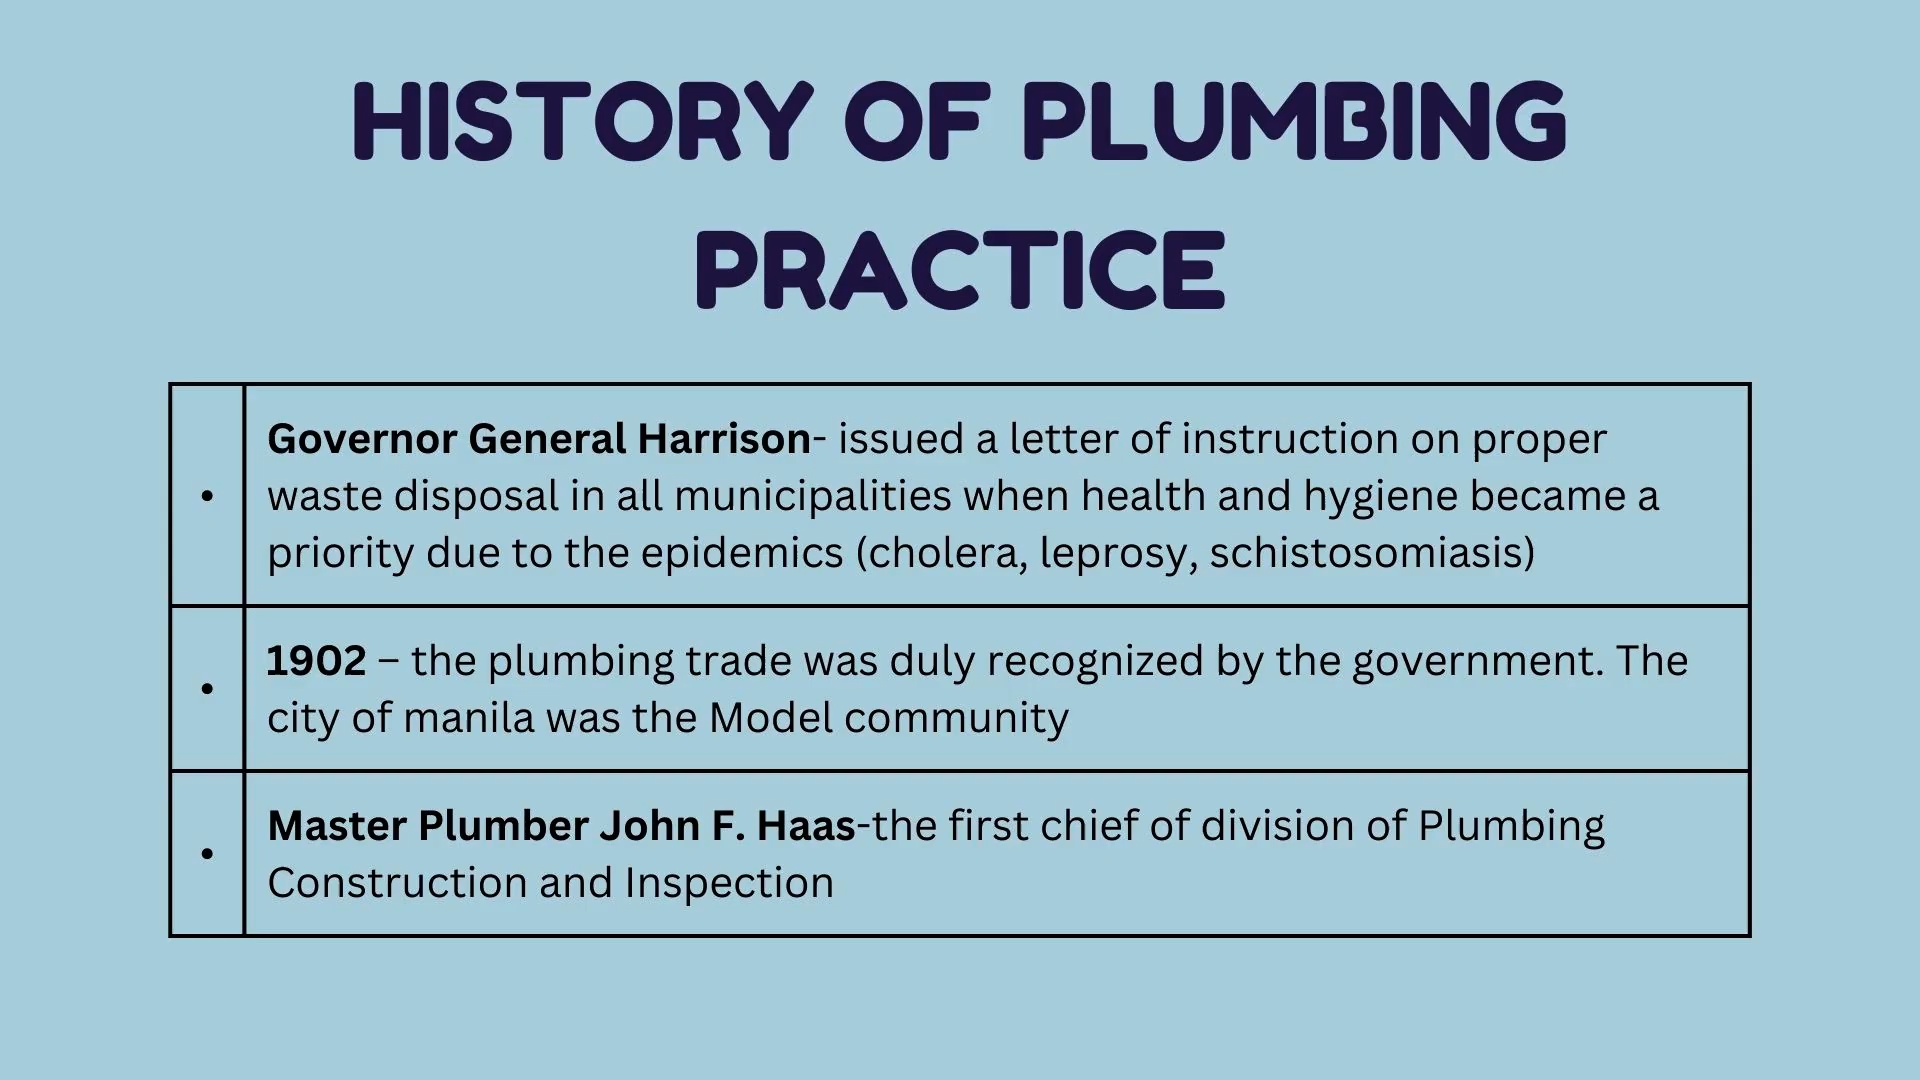 HISTORY OF PLUMBING
PRACTICE
• Governor General Harrison- issued a letter of instruction on proper
waste disposal in all municipalities when health and hygiene became a
priority due to the epidemics (cholera, leprosy, schistosomiasis)
• 1902 – the plumbing trade was duly recognized by the government. The
city of manila was the Model community
• Master Plumber John F. Haas-the first chief of division of Plumbing
Construction and Inspection